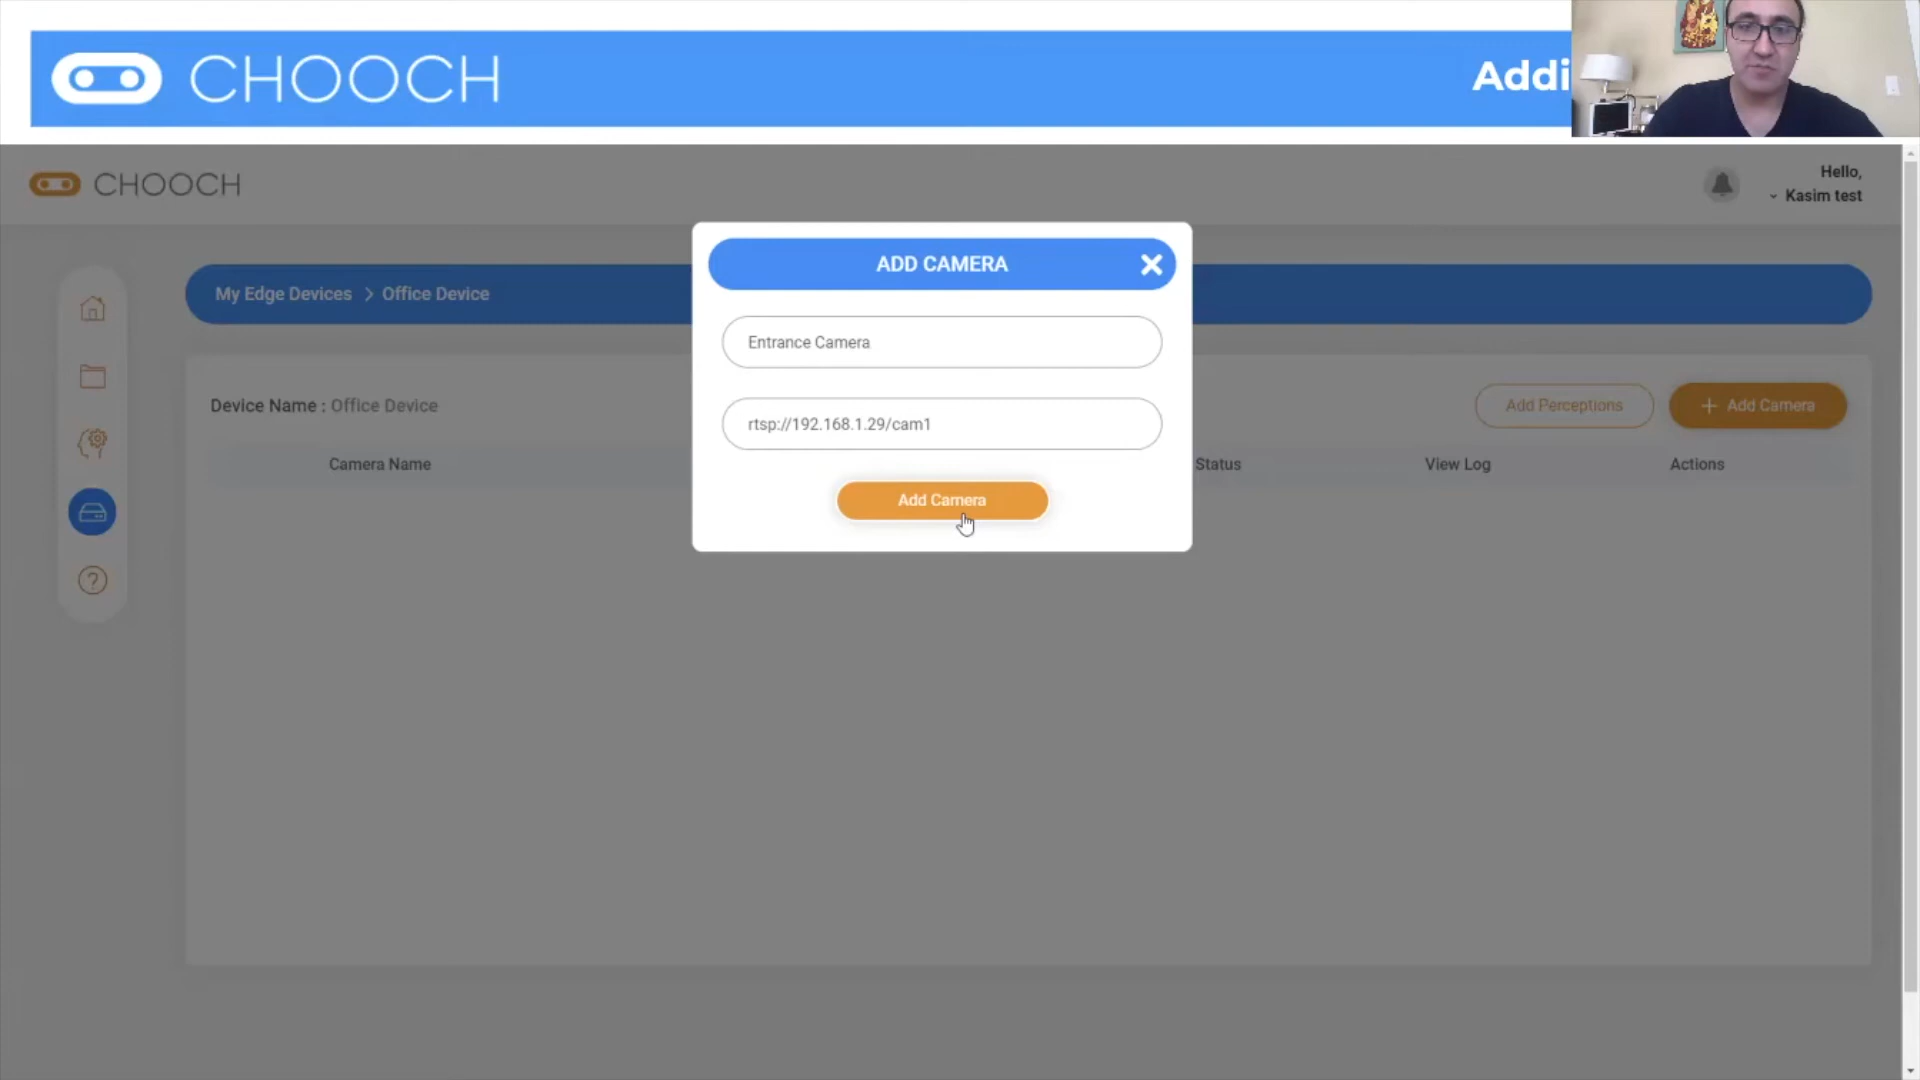 CHOOCH
Addi
CHOOCH
Hello,
Kasim test
My Edge Devices > Office Device
ADD CAMERA
Entrance Camera
rtsp://192.168.1.29/cam1
Add Camera
Device Name : Office Device
Add Perceptions
+ Add Camera
Camera Name
Status
View Log
Actions